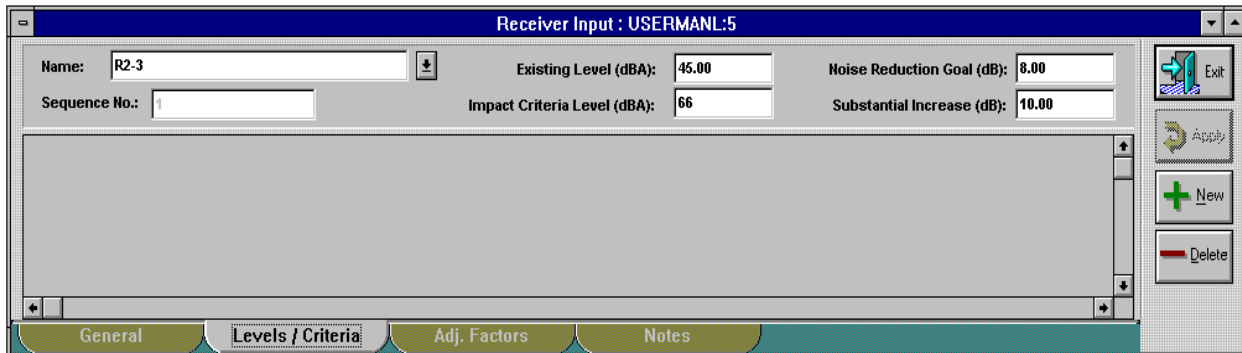 Receiver Input : USERMANL:5
Name: R2-3
Existing Level (dBA): 45.00
Noise Reduction Goal (dB): 8.00
Sequence No.: 1
Impact Criteria Level (dBA): 66
Substantial Increase (dB): 10.00
Exit
Apply
New
Delete
General
Levels / Criteria
Adj. Factors
Notes